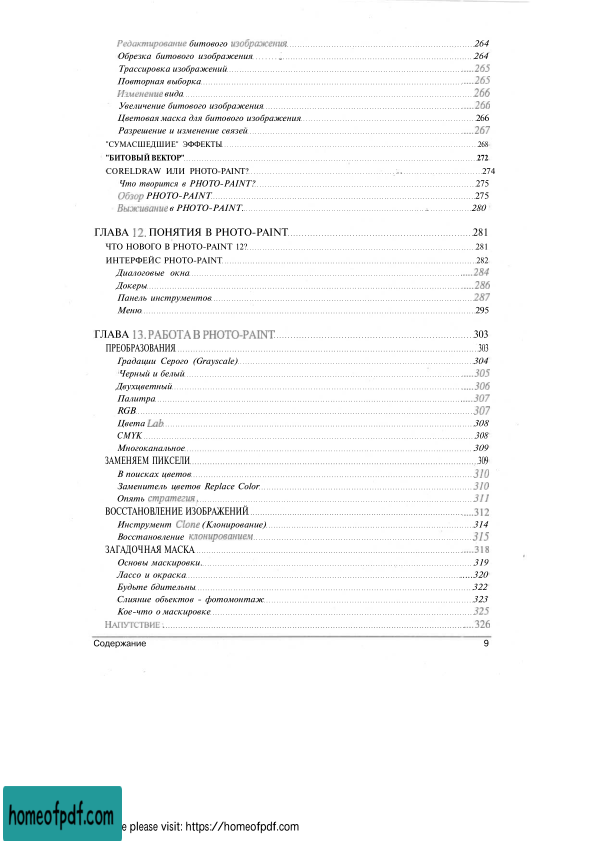 Редактирование битового изображения 264
Обрезка битового изображения 264
Трассировка изображений 265
Повторная выборка 265
Изменение вида 266
Увеличение битового изображения 266
Цветовая маска для битового изображения 266
Разрешение и изменение связей 267
"СУМАСШЕДШИЕ" ЭФФЕКТЫ 268
"БИТОВЫЙ ВЕКТОР" 272
CORELDRAW ИЛИ PHOTO-PAINT? 274
Что творится в PHOTO-PAINT? 275
Обзор PHOTO-PAINT 275
Выживание в PHOTO-PAINT 280
ГЛАВА 12. ПОНЯТИЯ В PHOTO-PAINT 281
ЧТО НОВОГО В PHOTO-PAINT 12? 281
ИНТЕРФЕЙС PHOTO-PAINT 282
Диалоговые окна 284
Докеры 286
Панель инструментов 287
Меню 295
ГЛАВА 13. РАБОТА В PHOTO-PAINT 303
ПРЕОБРАЗОВАНИЯ 303
Градации Серого (Grayscale) 304
Черный и белый 305
Двухцветный 306
Палитра 307
RGB 307
Цвета Lab 308
CMYK 308
Многоканальное 309
ЗАМЕНЯЕМ ПИКСЕЛИ 309
В поисках цветов 310
Заменитель цветов Replace Color 310
Опять стратегия 311
ВОССТАНОВЛЕНИЕ ИЗОБРАЖЕНИЙ 312
Инструмент Clone (Клонирование) 314
Восстановление клонированием 315
ЗАГАДОЧНАЯ МАСКА 318
Основы маскировки 319
Лассо и окраска 320
Будьте бдительны 322
Слияние объектов - фотомонтаж 323
Кое-что о маскировке 325
НАПУТСТВИЕ 326
Содержание 9
homeofpdf.com
e please visit: https://homeofpdf.com